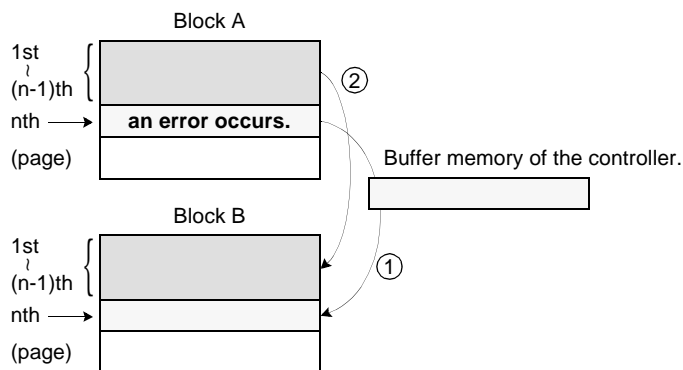 Block A
1st
~
(n-1)th
②
nth
an error occurs.
(page)
Buffer memory of the controller.
Block B
1st
~
(n-1)th
①
nth
(page)